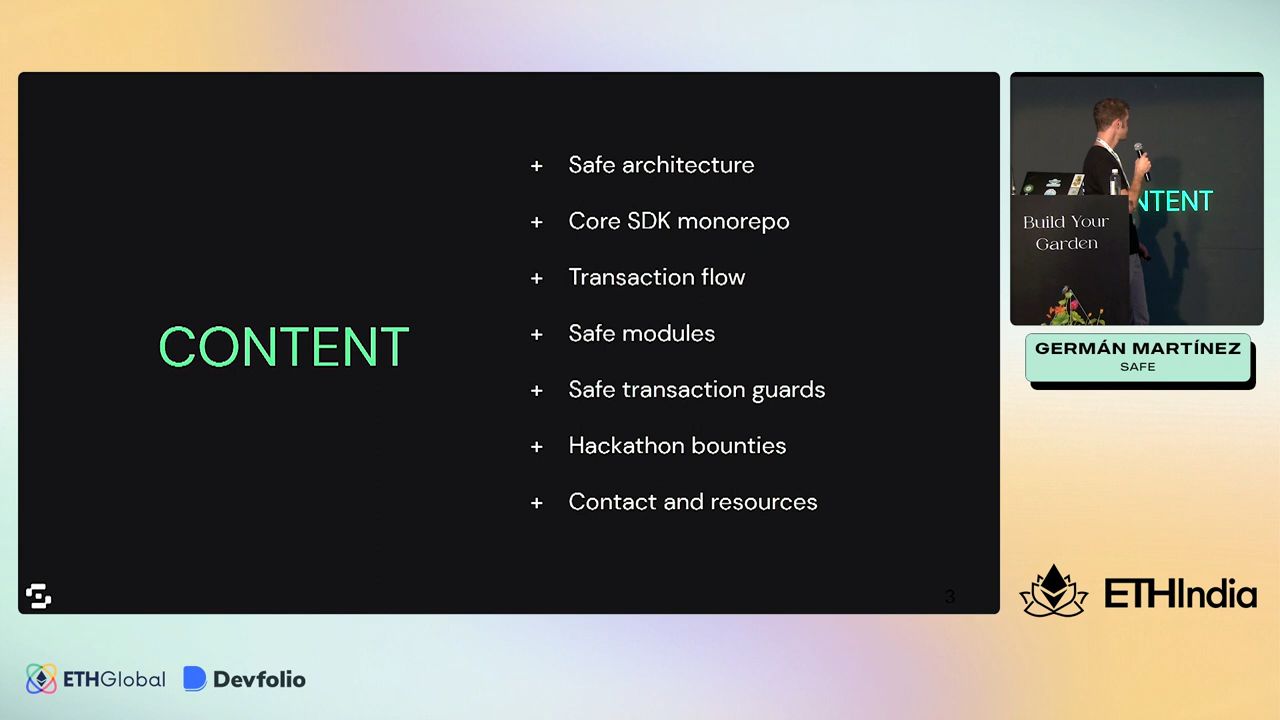 CONTENT
+ Safe architecture
+ Core SDK monorepo
+ Transaction flow
+ Safe modules
+ Safe transaction guards
+ Hackathon bounties
+ Contact and resources
3
NTENT
Build Your
Garden
GERMÁN MARTÍNEZ
SAFE
ETHIndia
ETHGlobal
Devfolio